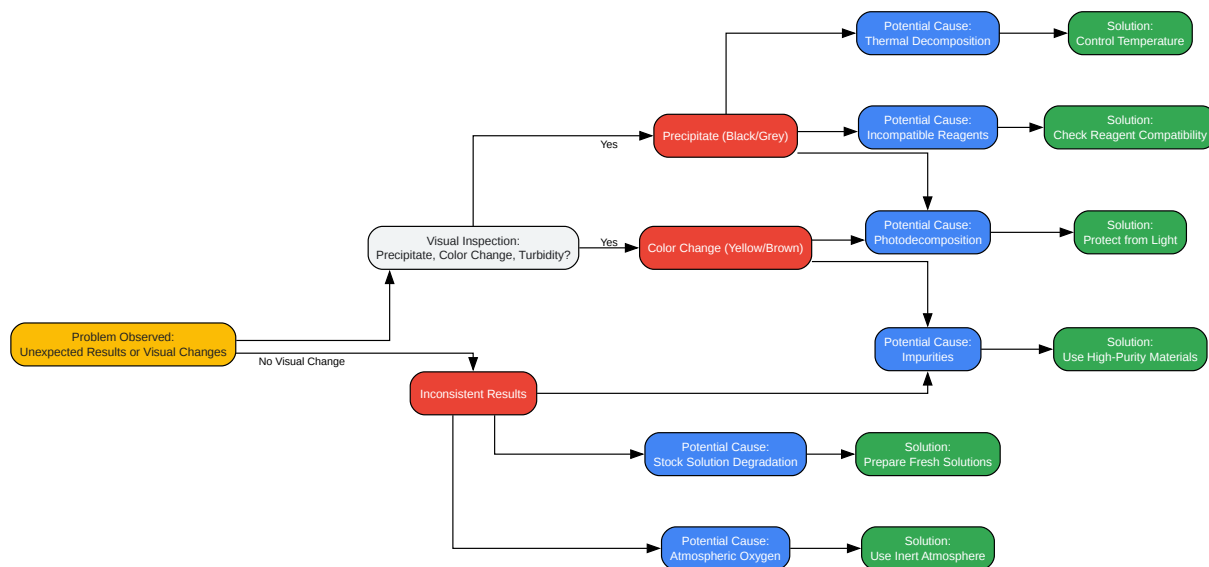 Potential Cause:
Thermal Decomposition
Solution:
Control Temperature
Precipitate (Black/Grey)
Potential Cause:
Incompatible Reagents
Solution:
Check Reagent Compatibility
Yes
Visual Inspection:
Precipitate, Color Change, Turbidity?
Yes
Color Change (Yellow/Brown)
Potential Cause:
Photodecomposition
Solution:
Protect from Light
Problem Observed:
Unexpected Results or Visual Changes
No Visual Change
Potential Cause:
Impurities
Solution:
Use High-Purity Materials
Inconsistent Results
Potential Cause:
Stock Solution Degradation
Solution:
Prepare Fresh Solutions
Potential Cause:
Atmospheric Oxygen
Solution:
Use Inert Atmosphere